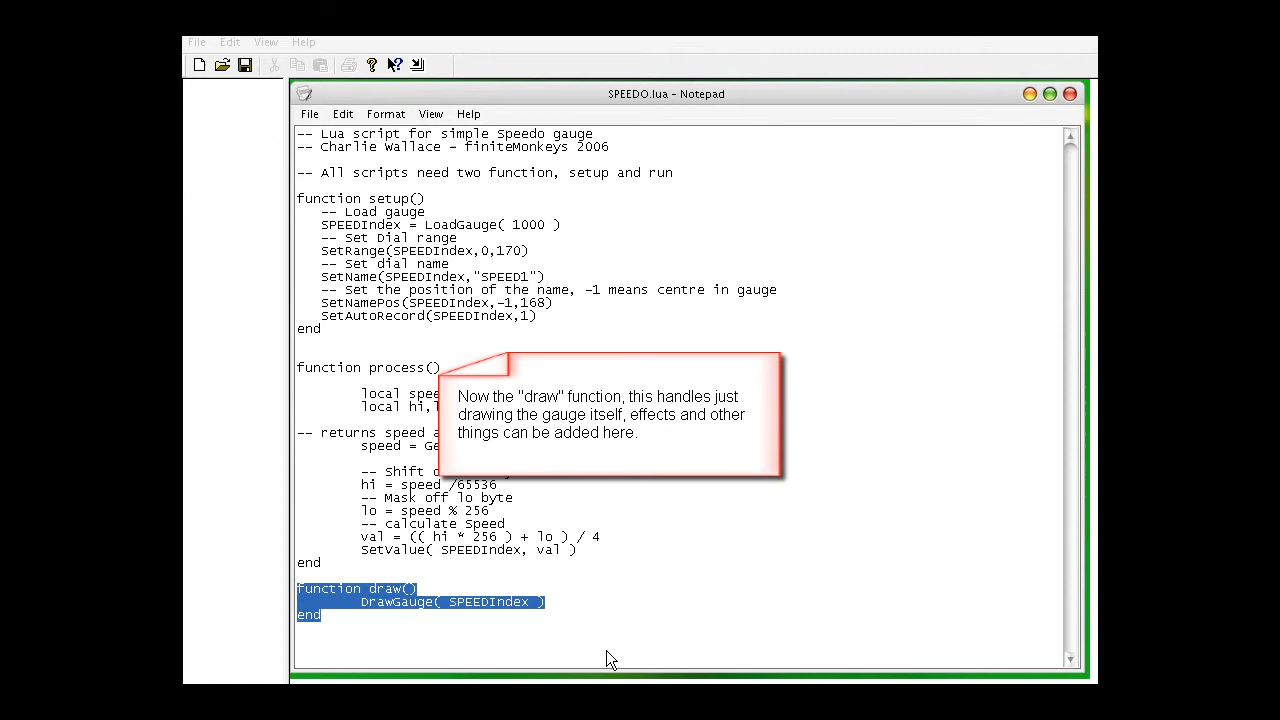 File Edit View Help
SPEEDO.lua - Notepad
File Edit Format View Help
-- Lua script for simple Speedo gauge
-- Charlie Wallace - finiteMonkeys 2006
-- All scripts need two function, setup and run
function setup()
-- Load gauge
SPEEDIndex = LoadGauge( 1000 )
-- Set Dial range
SetRange(SPEEDIndex,0,170)
-- Set dial name
SetName(SPEEDIndex,"SPEED1")
-- Set the position of the name, -1 means centre in gauge
SetNamePos(SPEEDIndex,-1,168)
SetAutoRecord(SPEEDIndex,1)
end
function process()
local spee
local hi,
Now the "draw" function, this handles just
drawing the gauge itself, effects and other
things can be added here.
-- returns speed a
speed = Ge
-- Shift
hi = speed /65536
-- Mask off lo byte
lo = speed % 256
-- calculate Speed
val = (( hi * 256 ) + lo ) / 4
SetValue( SPEEDIndex, val )
end
function draw()
DrawGauge( SPEEDIndex )
end